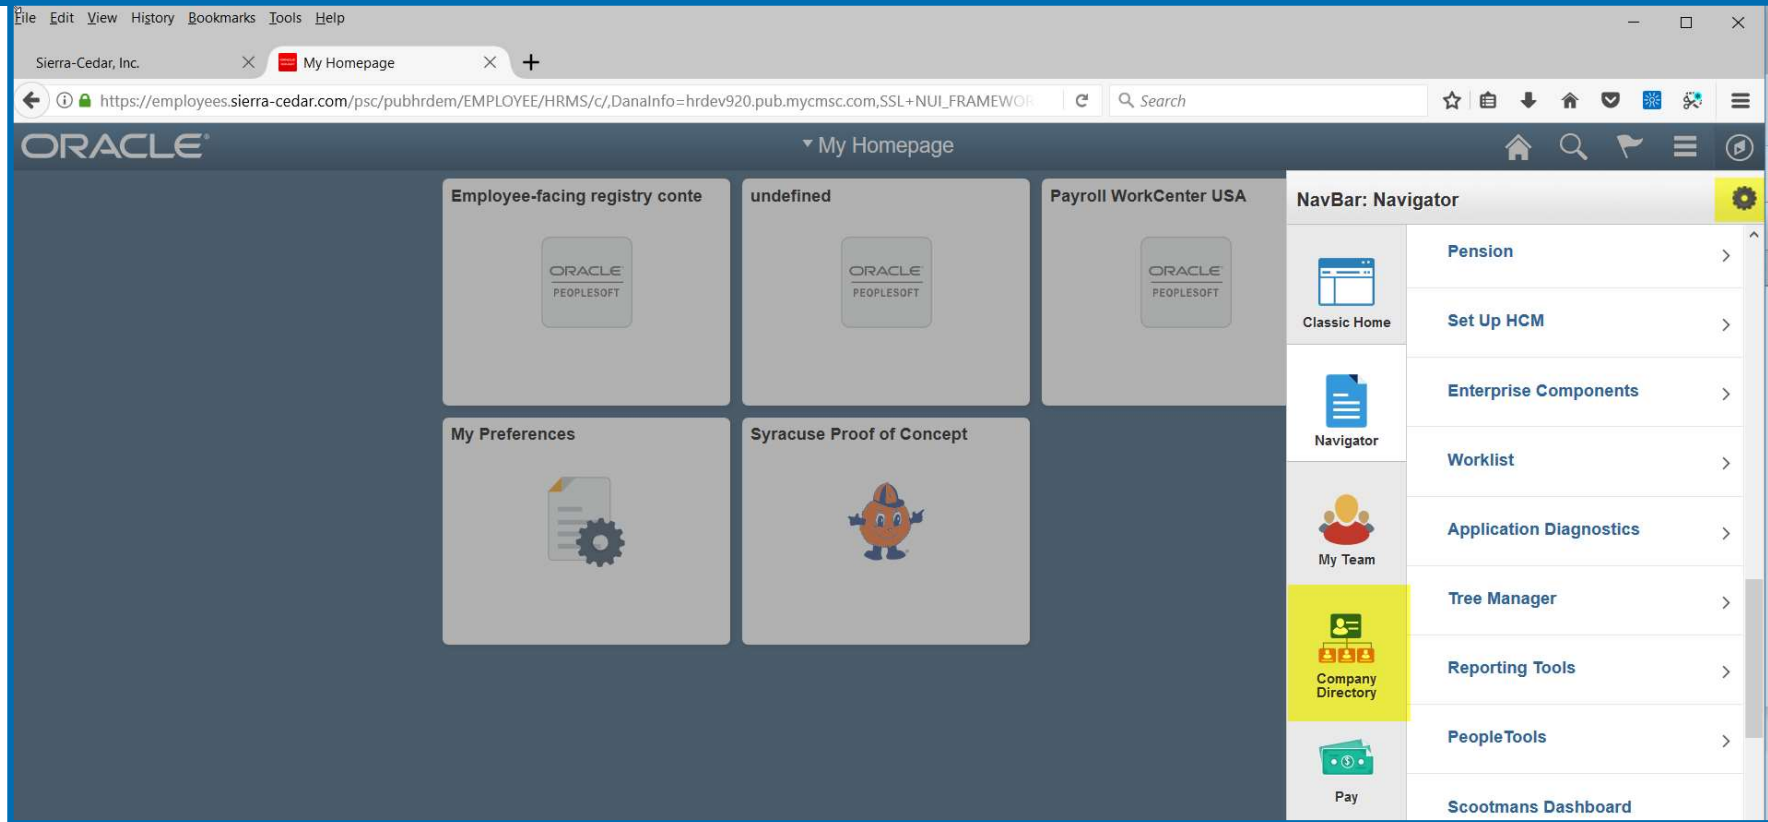 File Edit View History Bookmarks Tools Help
Sierra-Cedar, Inc.
My Homepage
https://employees.sierra-cedar.com/psc/pubhrdem/EMPLOYEE/HRMS/c/,DanaInfo=hrdev920.pub.mycmsc.com,SSL+NUI_FRAMEWOR
Search
ORACLE
My Homepage
Employee-facing registry conte
undefined
Payroll WorkCenter USA
ORACLE
PEOPLESOFT
ORACLE
PEOPLESOFT
ORACLE
PEOPLESOFT
My Preferences
Syracuse Proof of Concept
NavBar: Navigator
Classic Home
Navigator
My Team
Company
Directory
Pay
Pension
Set Up HCM
Enterprise Components
Worklist
Application Diagnostics
Tree Manager
Reporting Tools
PeopleTools
Scootmans Dashboard